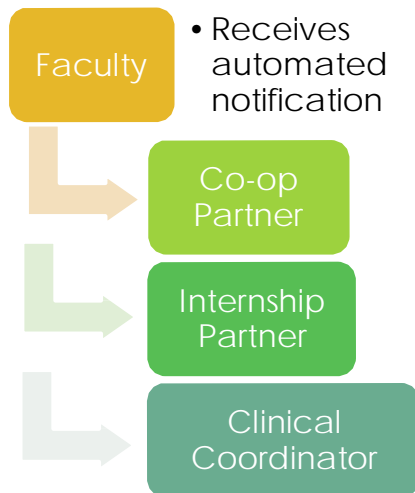 Faculty
• Receives
automated
notification
Co-op
Partner
Internship
Partner
Clinical
Coordinator